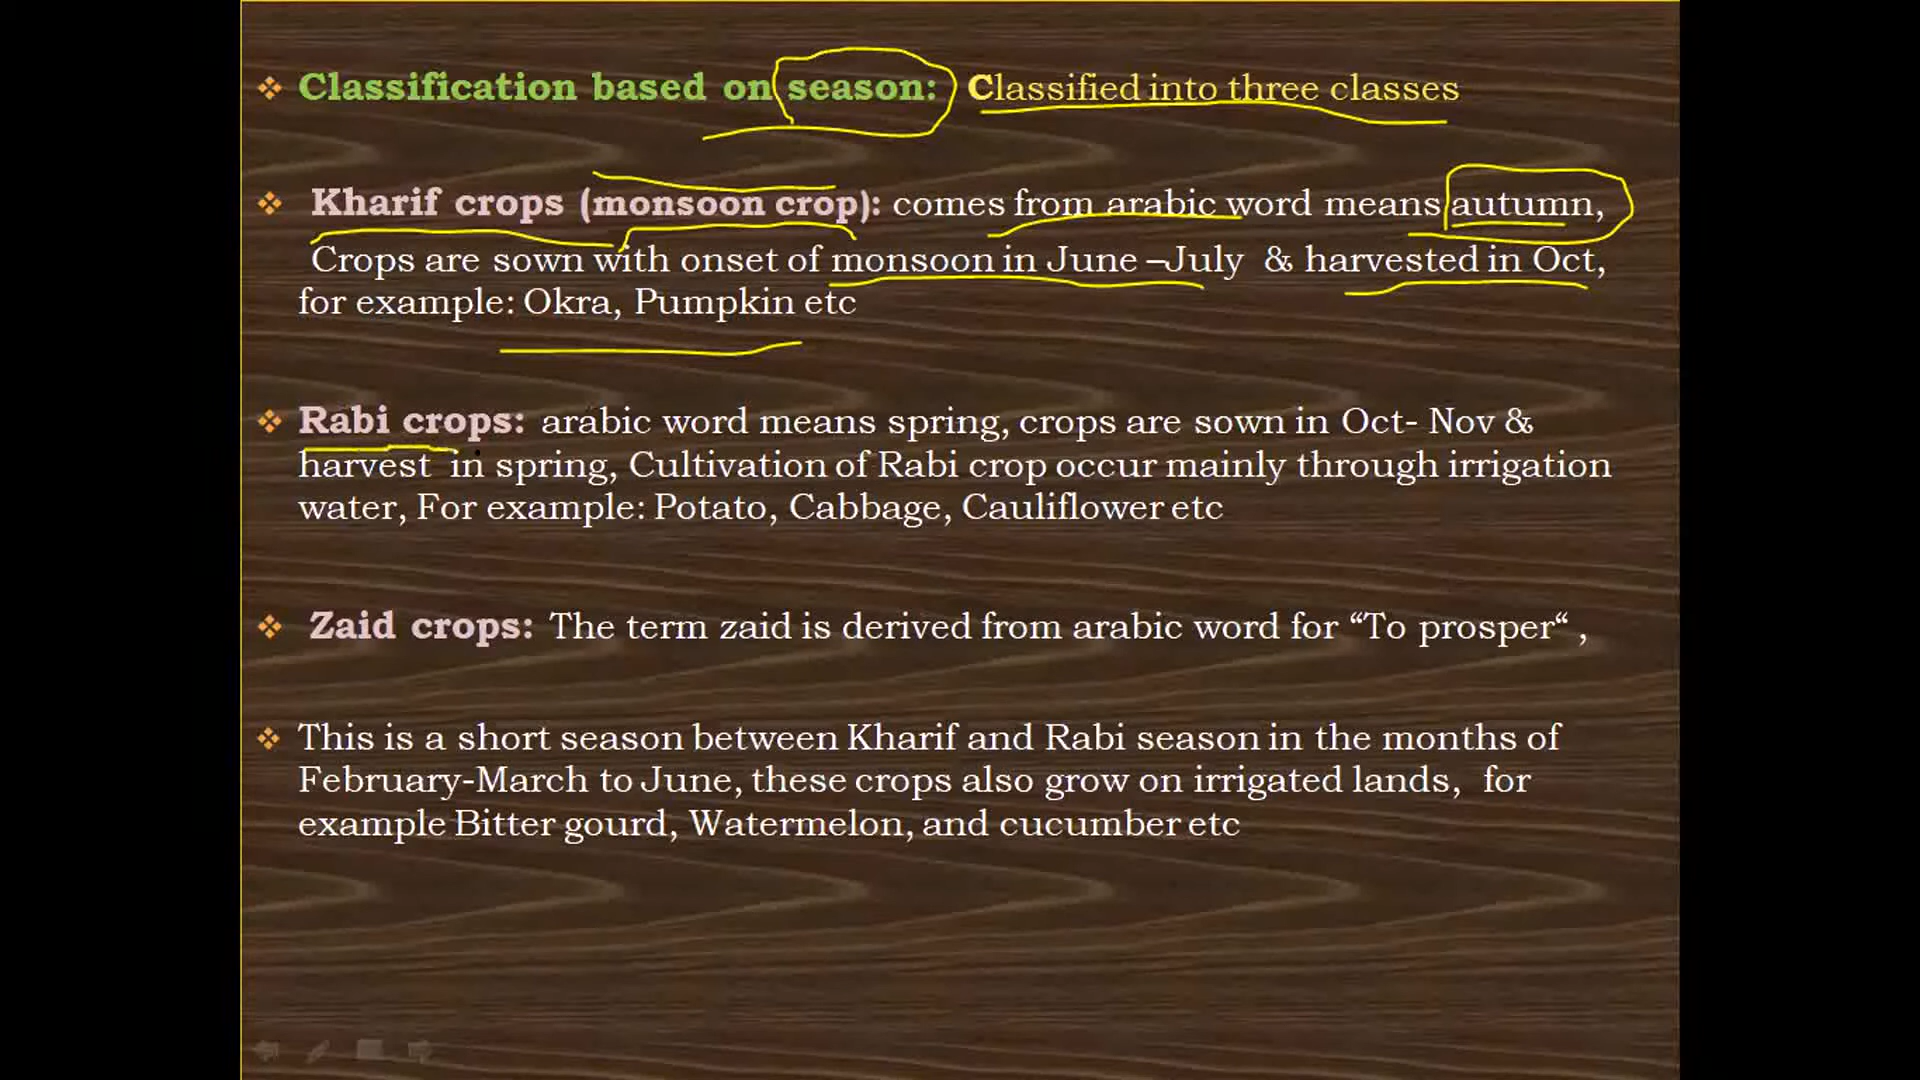 Classification based on season: Classified into three classes
Kharif crops (monsoon crop): comes from arabic word means autumn,
Crops are sown with onset of monsoon in June –July & harvested in Oct,
for example: Okra, Pumpkin etc
Rabi crops: arabic word means spring, crops are sown in Oct- Nov &
harvest in spring, Cultivation of Rabi crop occur mainly through irrigation
water, For example: Potato, Cabbage, Cauliflower etc
Zaid crops: The term zaid is derived from arabic word for “To prosper“ ,
This is a short season between Kharif and Rabi season in the months of
February-March to June, these crops also grow on irrigated lands, for
example Bitter gourd, Watermelon, and cucumber etc